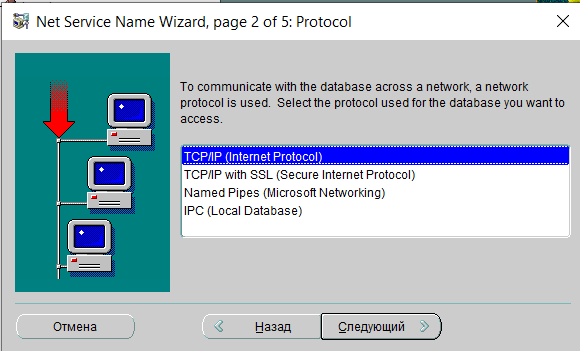 Net Service Name Wizard, page 2 of 5: Protocol
To communicate with the database across a network, a network
protocol is used. Select the protocol used for the database you want to
access.
TCP/IP (Internet Protocol)
TCP/IP with SSL (Secure Internet Protocol)
Named Pipes (Microsoft Networking)
IPC (Local Database)
Отмена
Назад
Следующий